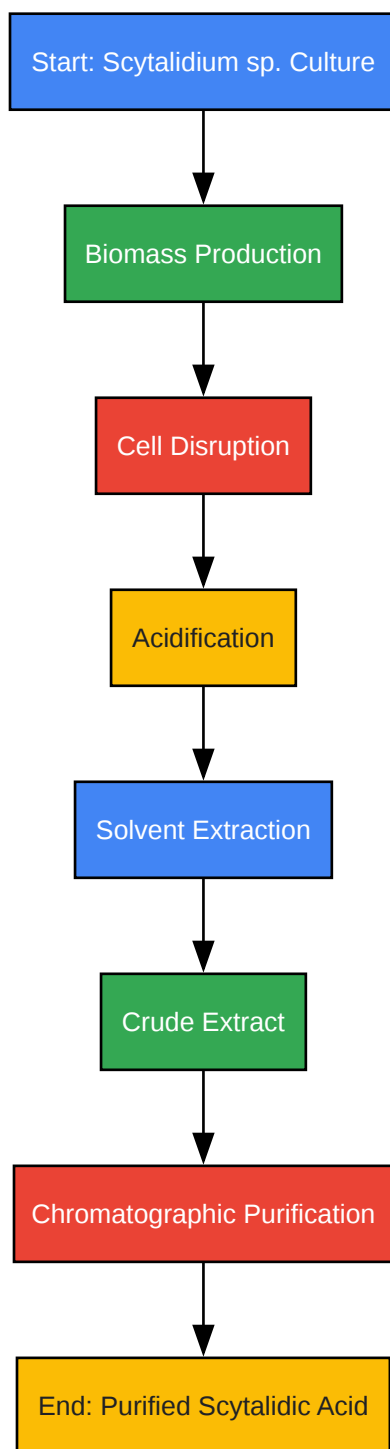 Start: Scytalidium sp. Culture
Biomass Production
Cell Disruption
Acidification
Solvent Extraction
Crude Extract
Chromatographic Purification
End: Purified Scytalidic Acid